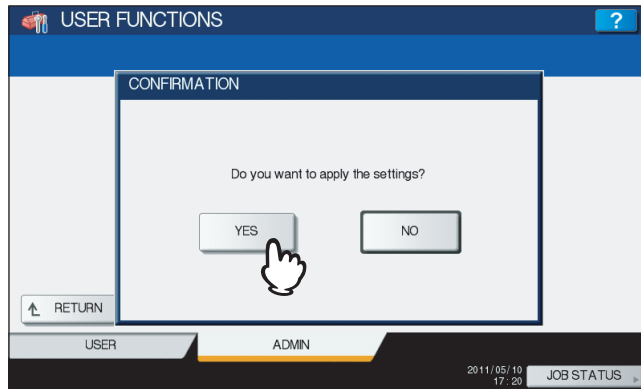 USER FUNCTIONS
?
CONFIRMATION
Do you want to apply the settings?
YES
NO
RETURN
USER
ADMIN
2011/05/10
17:20
JOB STATUS